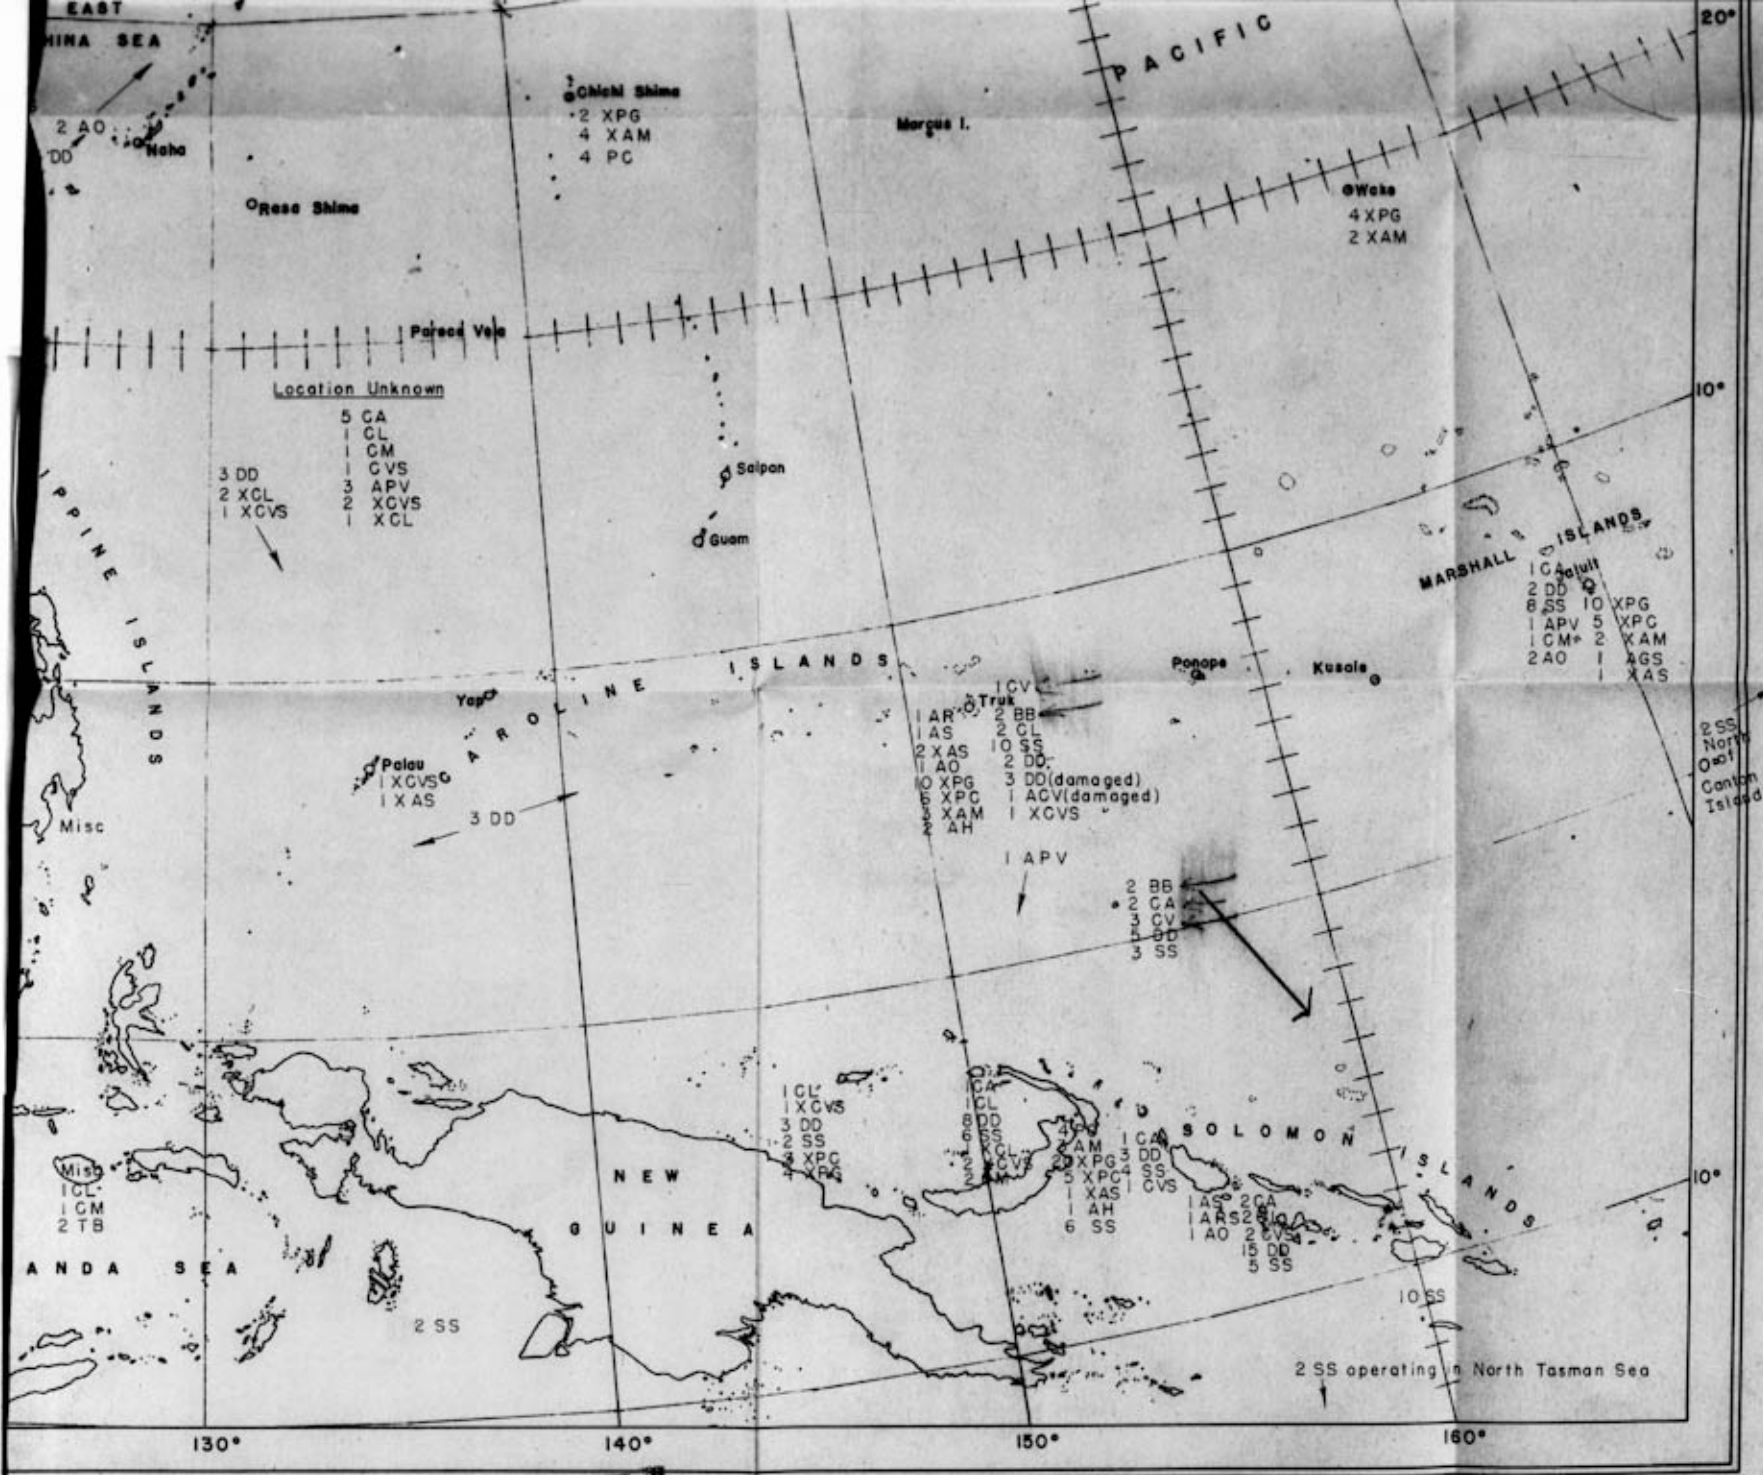 EAST
HINA SEA
20°
PACIFIC
Chichi Shima
2 XPG
4 XAM
4 PC
2 AO
DD
Naha
Marcus I.
Rasa Shima
Wake
4 XPG
2 XAM
Parece Vela
Location Unknown
5 CA
1 CL
1 CM
1 CVS
3 APV
2 XCVS
1 XCL
3 DD
2 XCL
1 XCVS
10°
Saipan
Guam
IPPINE ISLANDS
MARSHALL ISLANDS
Jaluit
1 CA
2 DD
8 SS
1 APV
1 CM
2 AO
10 XPG
5 XPC
2 XAM
1 AGS
1 XAS
CAROLINE ISLANDS
Yap
Ponape
Kusaie
Truk
1 CV
2 BB
2 CL
10 SS
2 DD
3 DD(damaged)
1 ACV(damaged)
1 XCVS
1 AR
1 AS
2 XAS
1 AO
10 XPG
6 XPC
3 XAM
2 AH
2 SS
North
of
Canton
Island
Palau
1 XCVS
1 XAS
3 DD
Misc
1 APV
2 BB
2 CA
3 CV
5 DD
3 SS
1 CL
1 XCVS
3 DD
2 SS
3 XPC
4 XPG
1 CA
1 CL
8 DD
6 SS
AM
XPG
5 XPC
1 XAS
1 AH
6 SS
1 CA
3 DD
4 SS
1 CVS
SOLOMON ISLANDS
1 AS
1 ARS
1 AO
2 CA
2 CVS
15 DD
5 SS
10°
NEW
GUINEA
Misc
1 CL
1 CM
2 TB
ANDA SEA
2 SS
10 SS
2 SS operating in North Tasman Sea
130°
140°
150°
160°